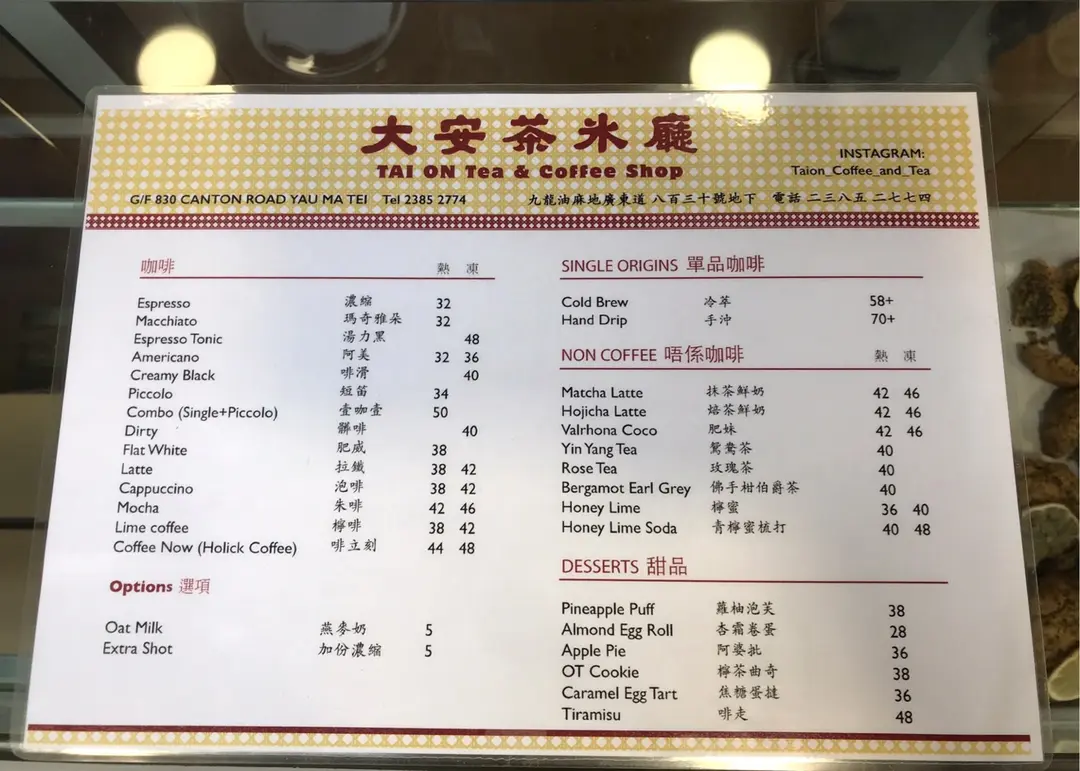 大安茶氷廳
TAI ON Tea & Coffee Shop
INSTAGRAM:
Taion_Coffee_and_Tea
G/F 830 CANTON ROAD YAU MA TEI Tel 2385 2774 九龍油麻地廣東道 八百三十號地下 電話 二三八五 二七七四
咖啡 熱 凍
Espresso 濃縮 32
Macchiato 瑪奇雅朵 32
Espresso Tonic 湯力黑 48
Americano 阿美 32 36
Creamy Black 啡滑 40
Piccolo 短笛 34
Combo (Single+Piccolo) 壹咖壹 50
Dirty 髒啡 40
Flat White 肥威 38
Latte 拉鐵 38 42
Cappuccino 泡啡 38 42
Mocha 朱啡 42 46
Lime coffee 檸啡 38 42
Coffee Now (Holick Coffee) 啡立刻 44 48
Options 選項
Oat Milk 燕麥奶 5
Extra Shot 加份濃縮 5
SINGLE ORIGINS 單品咖啡
Cold Brew 冷萃 58+
Hand Drip 手沖 70+
NON COFFEE 唔係咖啡 熱 凍
Matcha Latte 抹茶鮮奶 42 46
Hojicha Latte 焙茶鮮奶 42 46
Valrhona Coco 肥妹 42 46
Yin Yang Tea 鴛鴦茶 40
Rose Tea 玫瑰茶 40
Bergamot Earl Grey 佛手柑伯爵茶 40
Honey Lime 檸蜜 36 40
Honey Lime Soda 青檸蜜梳打 40 48
DESSERTS 甜品
Pineapple Puff 蘿柚泡芙 38
Almond Egg Roll 杏霜卷蛋 28
Apple Pie 阿婆批 36
OT Cookie 檸茶曲奇 38
Caramel Egg Tart 焦糖蛋撻 36
Tiramisu 啡走 48